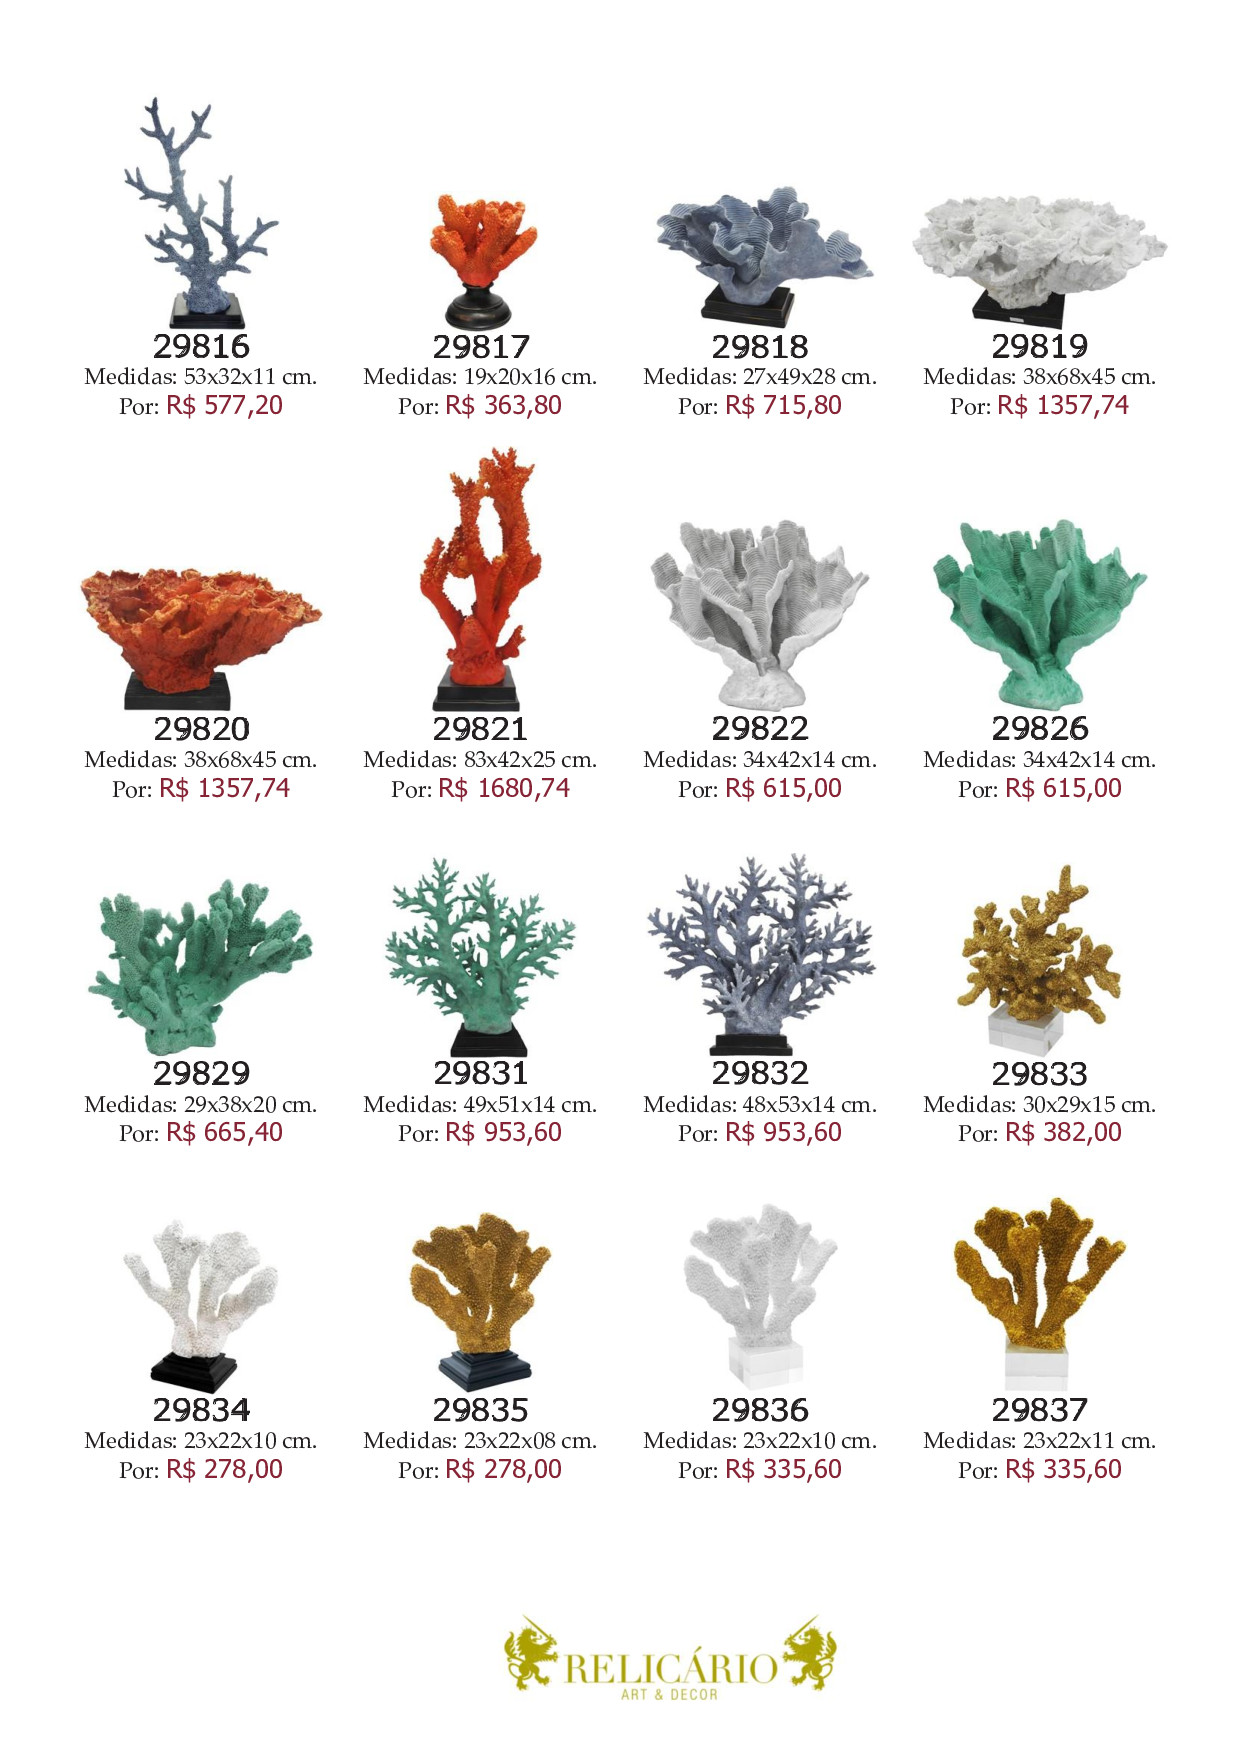 29816
Medidas: 53x32x11 cm.
Por: R$ 577,20
29817
Medidas: 19x20x16 cm.
Por: R$ 363,80
29818
Medidas: 27x49x28 cm.
Por: R$ 715,80
29819
Medidas: 38x68x45 cm.
Por: R$ 1357,74
29820
Medidas: 38x68x45 cm.
Por: R$ 1357,74
29821
Medidas: 83x42x25 cm.
Por: R$ 1680,74
29822
Medidas: 34x42x14 cm.
Por: R$ 615,00
29826
Medidas: 34x42x14 cm.
Por: R$ 615,00
29829
Medidas: 29x38x20 cm.
Por: R$ 665,40
29831
Medidas: 49x51x14 cm.
Por: R$ 953,60
29832
Medidas: 48x53x14 cm.
Por: R$ 953,60
29833
Medidas: 30x29x15 cm.
Por: R$ 382,00
29834
Medidas: 23x22x10 cm.
Por: R$ 278,00
29835
Medidas: 23x22x08 cm.
Por: R$ 278,00
29836
Medidas: 23x22x10 cm.
Por: R$ 335,60
29837
Medidas: 23x22x11 cm.
Por: R$ 335,60
RELICÁRIO
ART & DECOR